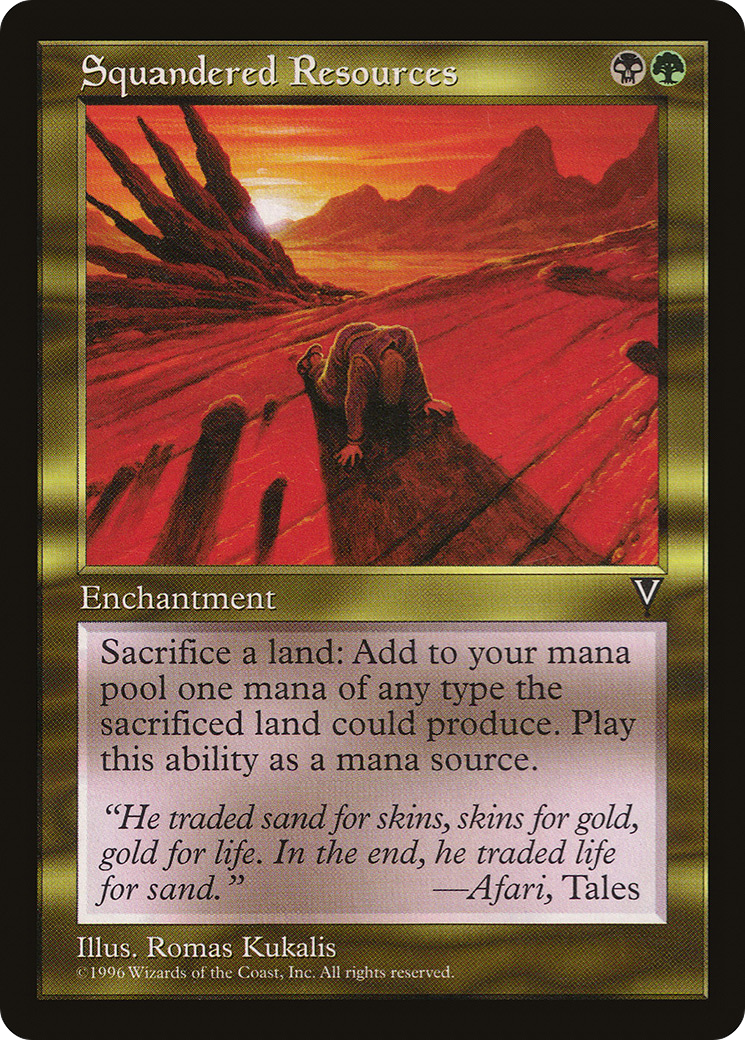 Squandered Resources
Enchantment
V
Sacrifice a land: Add to your mana
pool one mana of any type the
sacrificed land could produce. Play
this ability as a mana source.
“He traded sand for skins, skins for gold,
gold for life. In the end, he traded life
for sand.” —Afari, Tales
Illus. Romas Kukalis
©1996 Wizards of the Coast, Inc. All rights reserved.